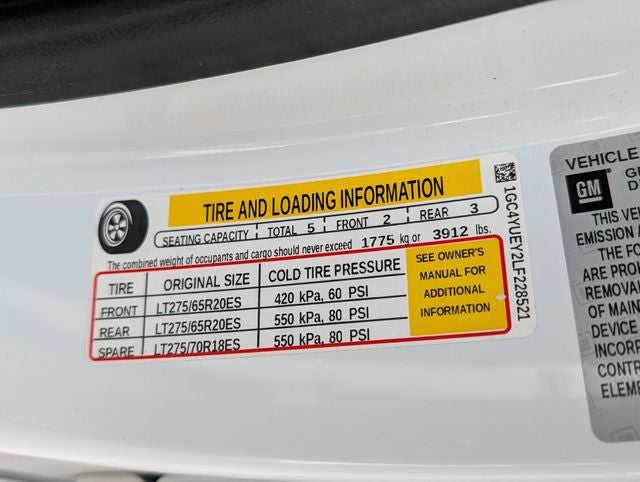 TIRE AND LOADING INFORMATION
SEATING CAPACITY TOTAL 5 FRONT 2 REAR 3
The combined weight of occupants and cargo should never exceed 1775 kg or 3912 lbs.
TIRE ORIGINAL SIZE COLD TIRE PRESSURE
FRONT LT275/65R20ES 420 kPa, 60 PSI
REAR LT275/65R20ES 550 kPa, 80 PSI
SPARE LT275/70R18ES 550 kPa, 80 PSI
SEE OWNER'S
MANUAL FOR
ADDITIONAL
INFORMATION
1GC4YUEY2LF228521
VEHICLE
GM
THIS VEH
EMISSION
THE FO
ARE PRO
REMOVA
OF MAIN
DEVICE
INCORP
CONTR
ELEM